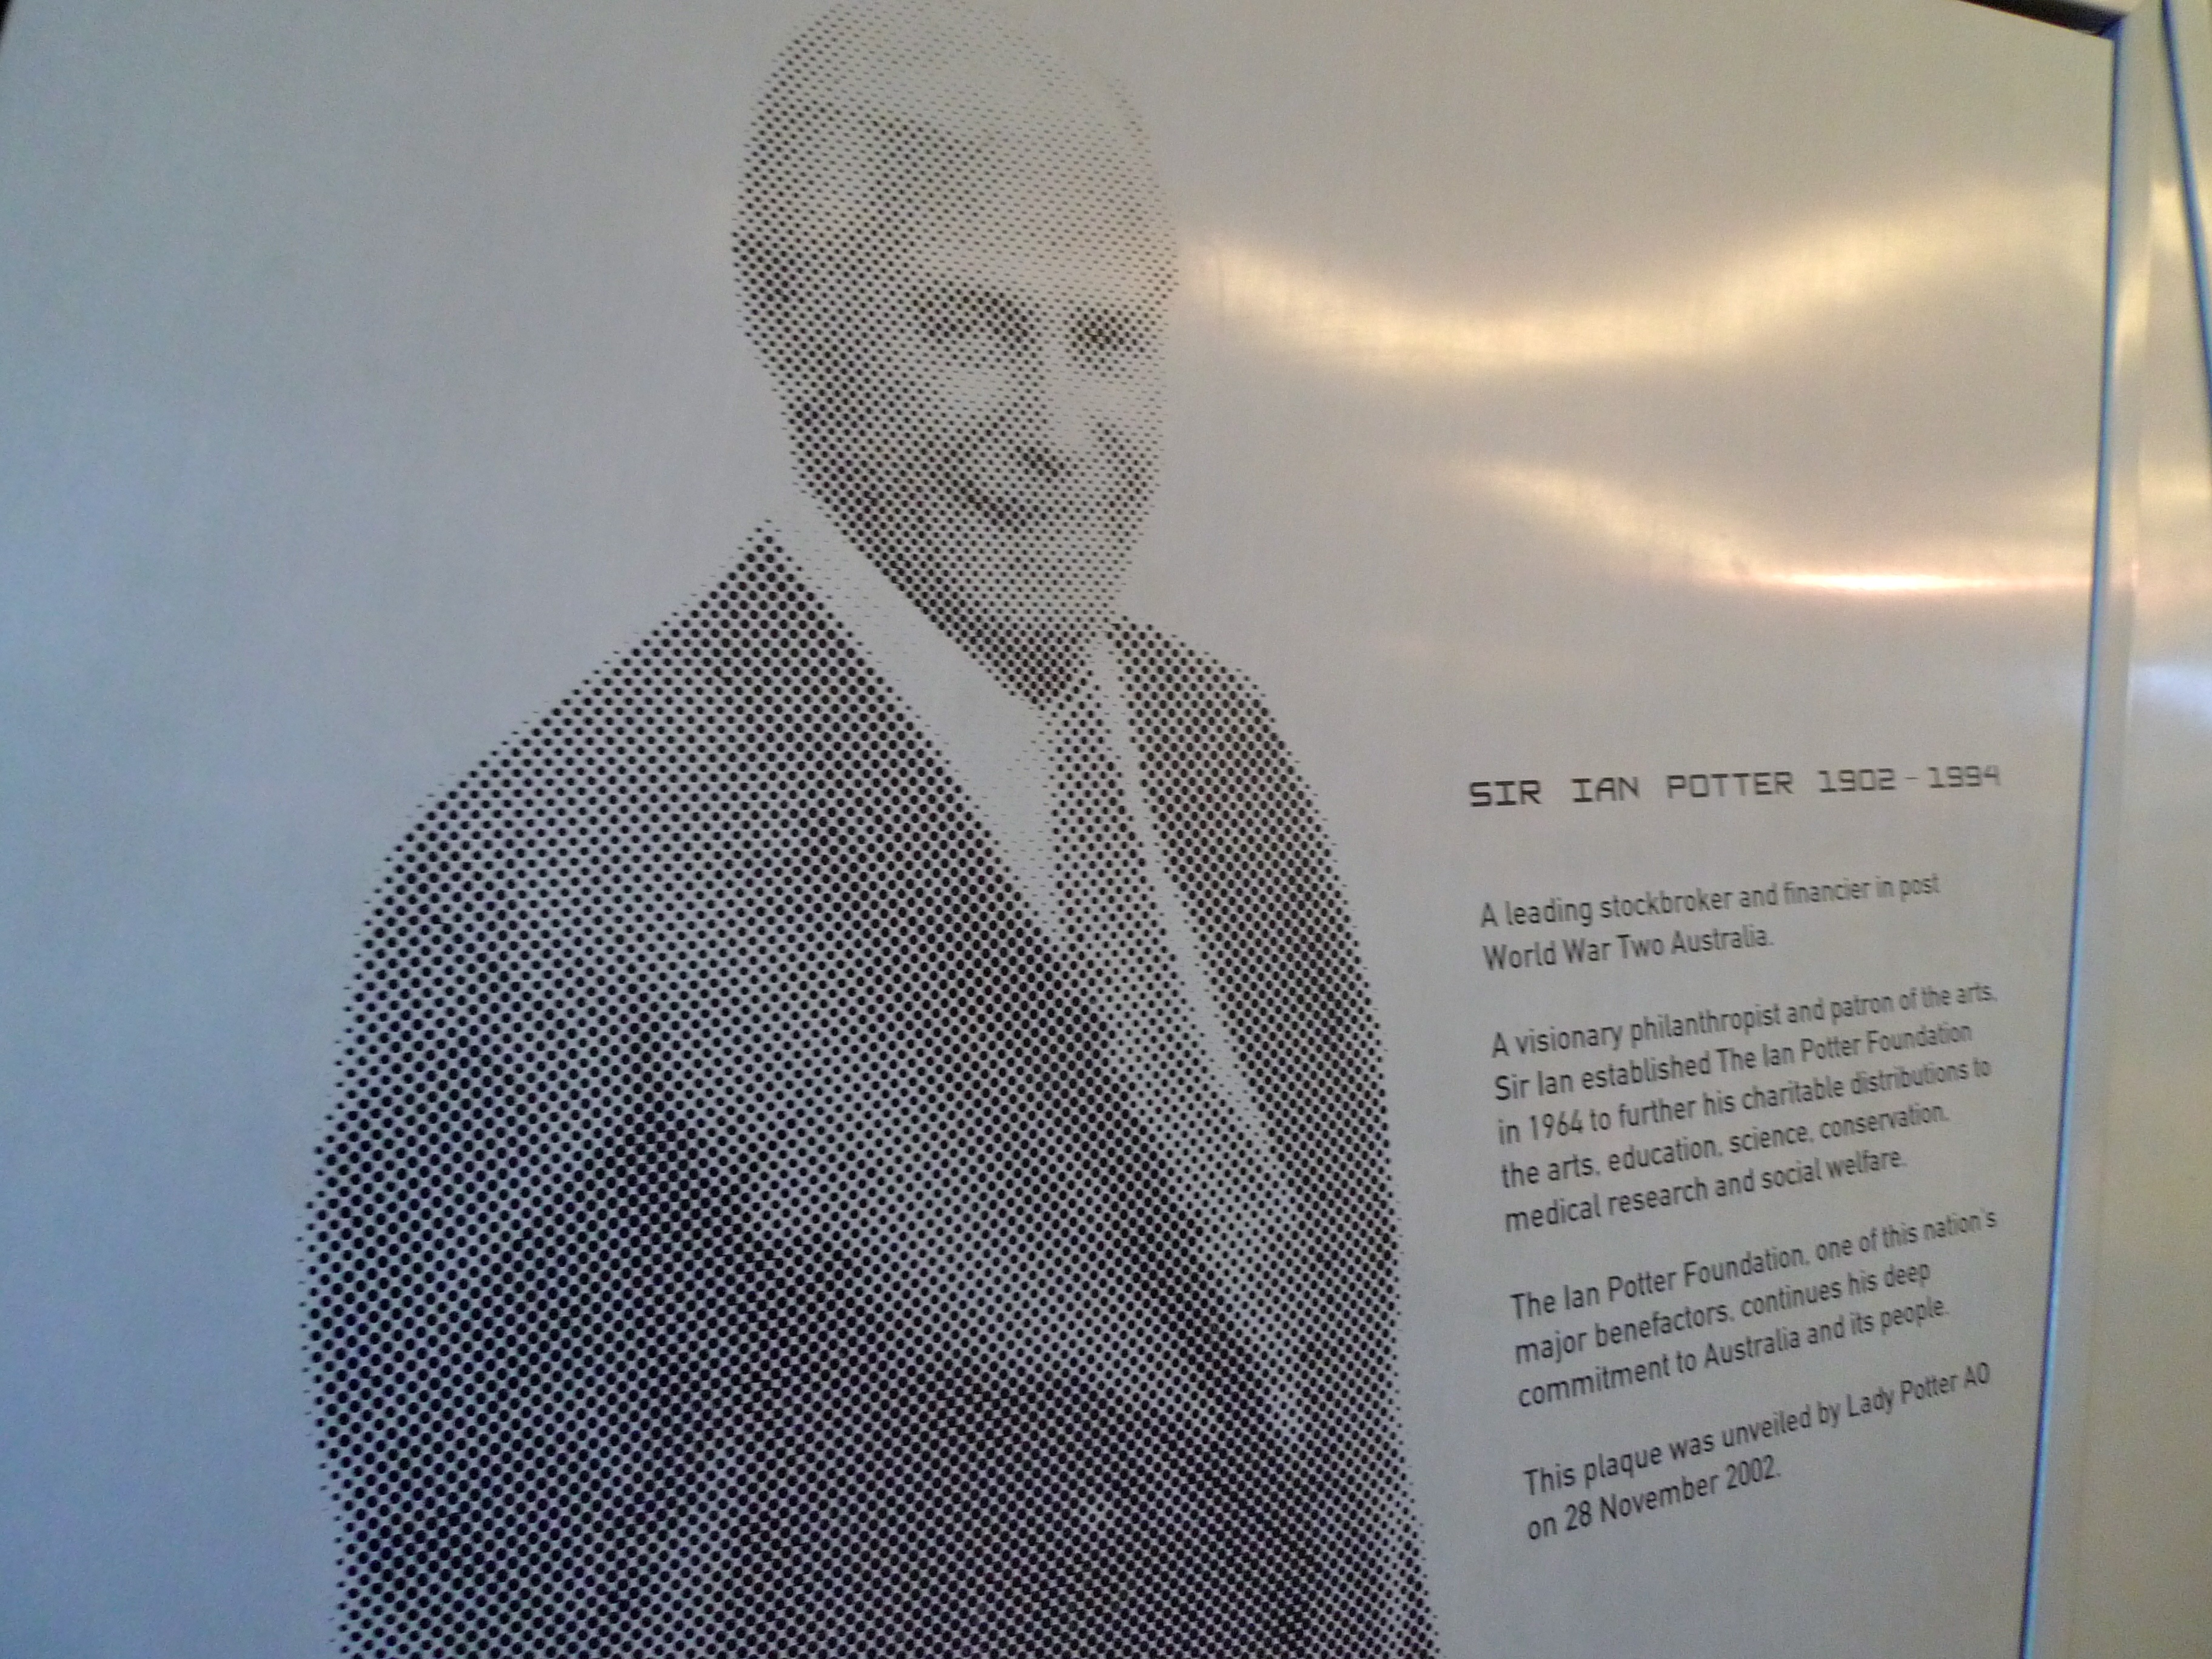 SIR IAN POTTER 1902-1994
A leading stockbroker and financier in post
World War Two Australia.
A visionary philanthropist and patron of the arts,
Sir Ian established The Ian Potter Foundation
in 1964 to further his charitable distributions to
the arts, education, science, conservation,
medical research and social welfare.
The Ian Potter Foundation, one of this nation's
major benefactors, continues his deep
commitment to Australia and its people.
This plaque was unveiled by Lady Potter AO
on 28 November 2002.